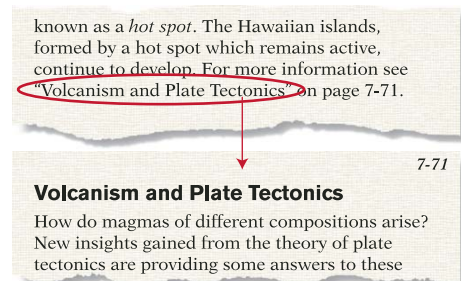 known as a hot spot. The Hawaiian islands,
formed by a hot spot which remains active,
continue to develop. For more information see
“Volcanism and Plate Tectonics” on page 7-71.
7-71
Volcanism and Plate Tectonics
How do magmas of different compositions arise?
New insights gained from the theory of plate
tectonics are providing some answers to these